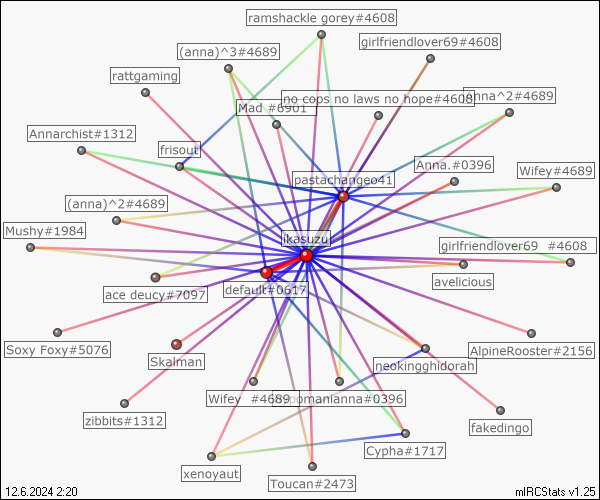 ramshackle gorey#4608
girlfriendlover69#4608
(anna)^3#4689
rattgaming
no cops no laws no hope#4608
anna^2#4689
Mad #6901
Annarchist#1312
frisout
Anna.#0396
Wifey#4689
pastachangeo41
(anna)^2#4689
Mushy#1984
ikasuzu
girlfriendlover69 #4608
avelicious
default#0617
ace deucy#7097
Soxy Foxy#5076
Skalman
AlpineRooster#2156
neokingghidorah
Wifey #4689
manianna#0396
zibbits#1312
fakedingo
Cypha#1717
xenoyaut
Toucan#2473
12.6.2024 2:20
mIRCStats v1.25